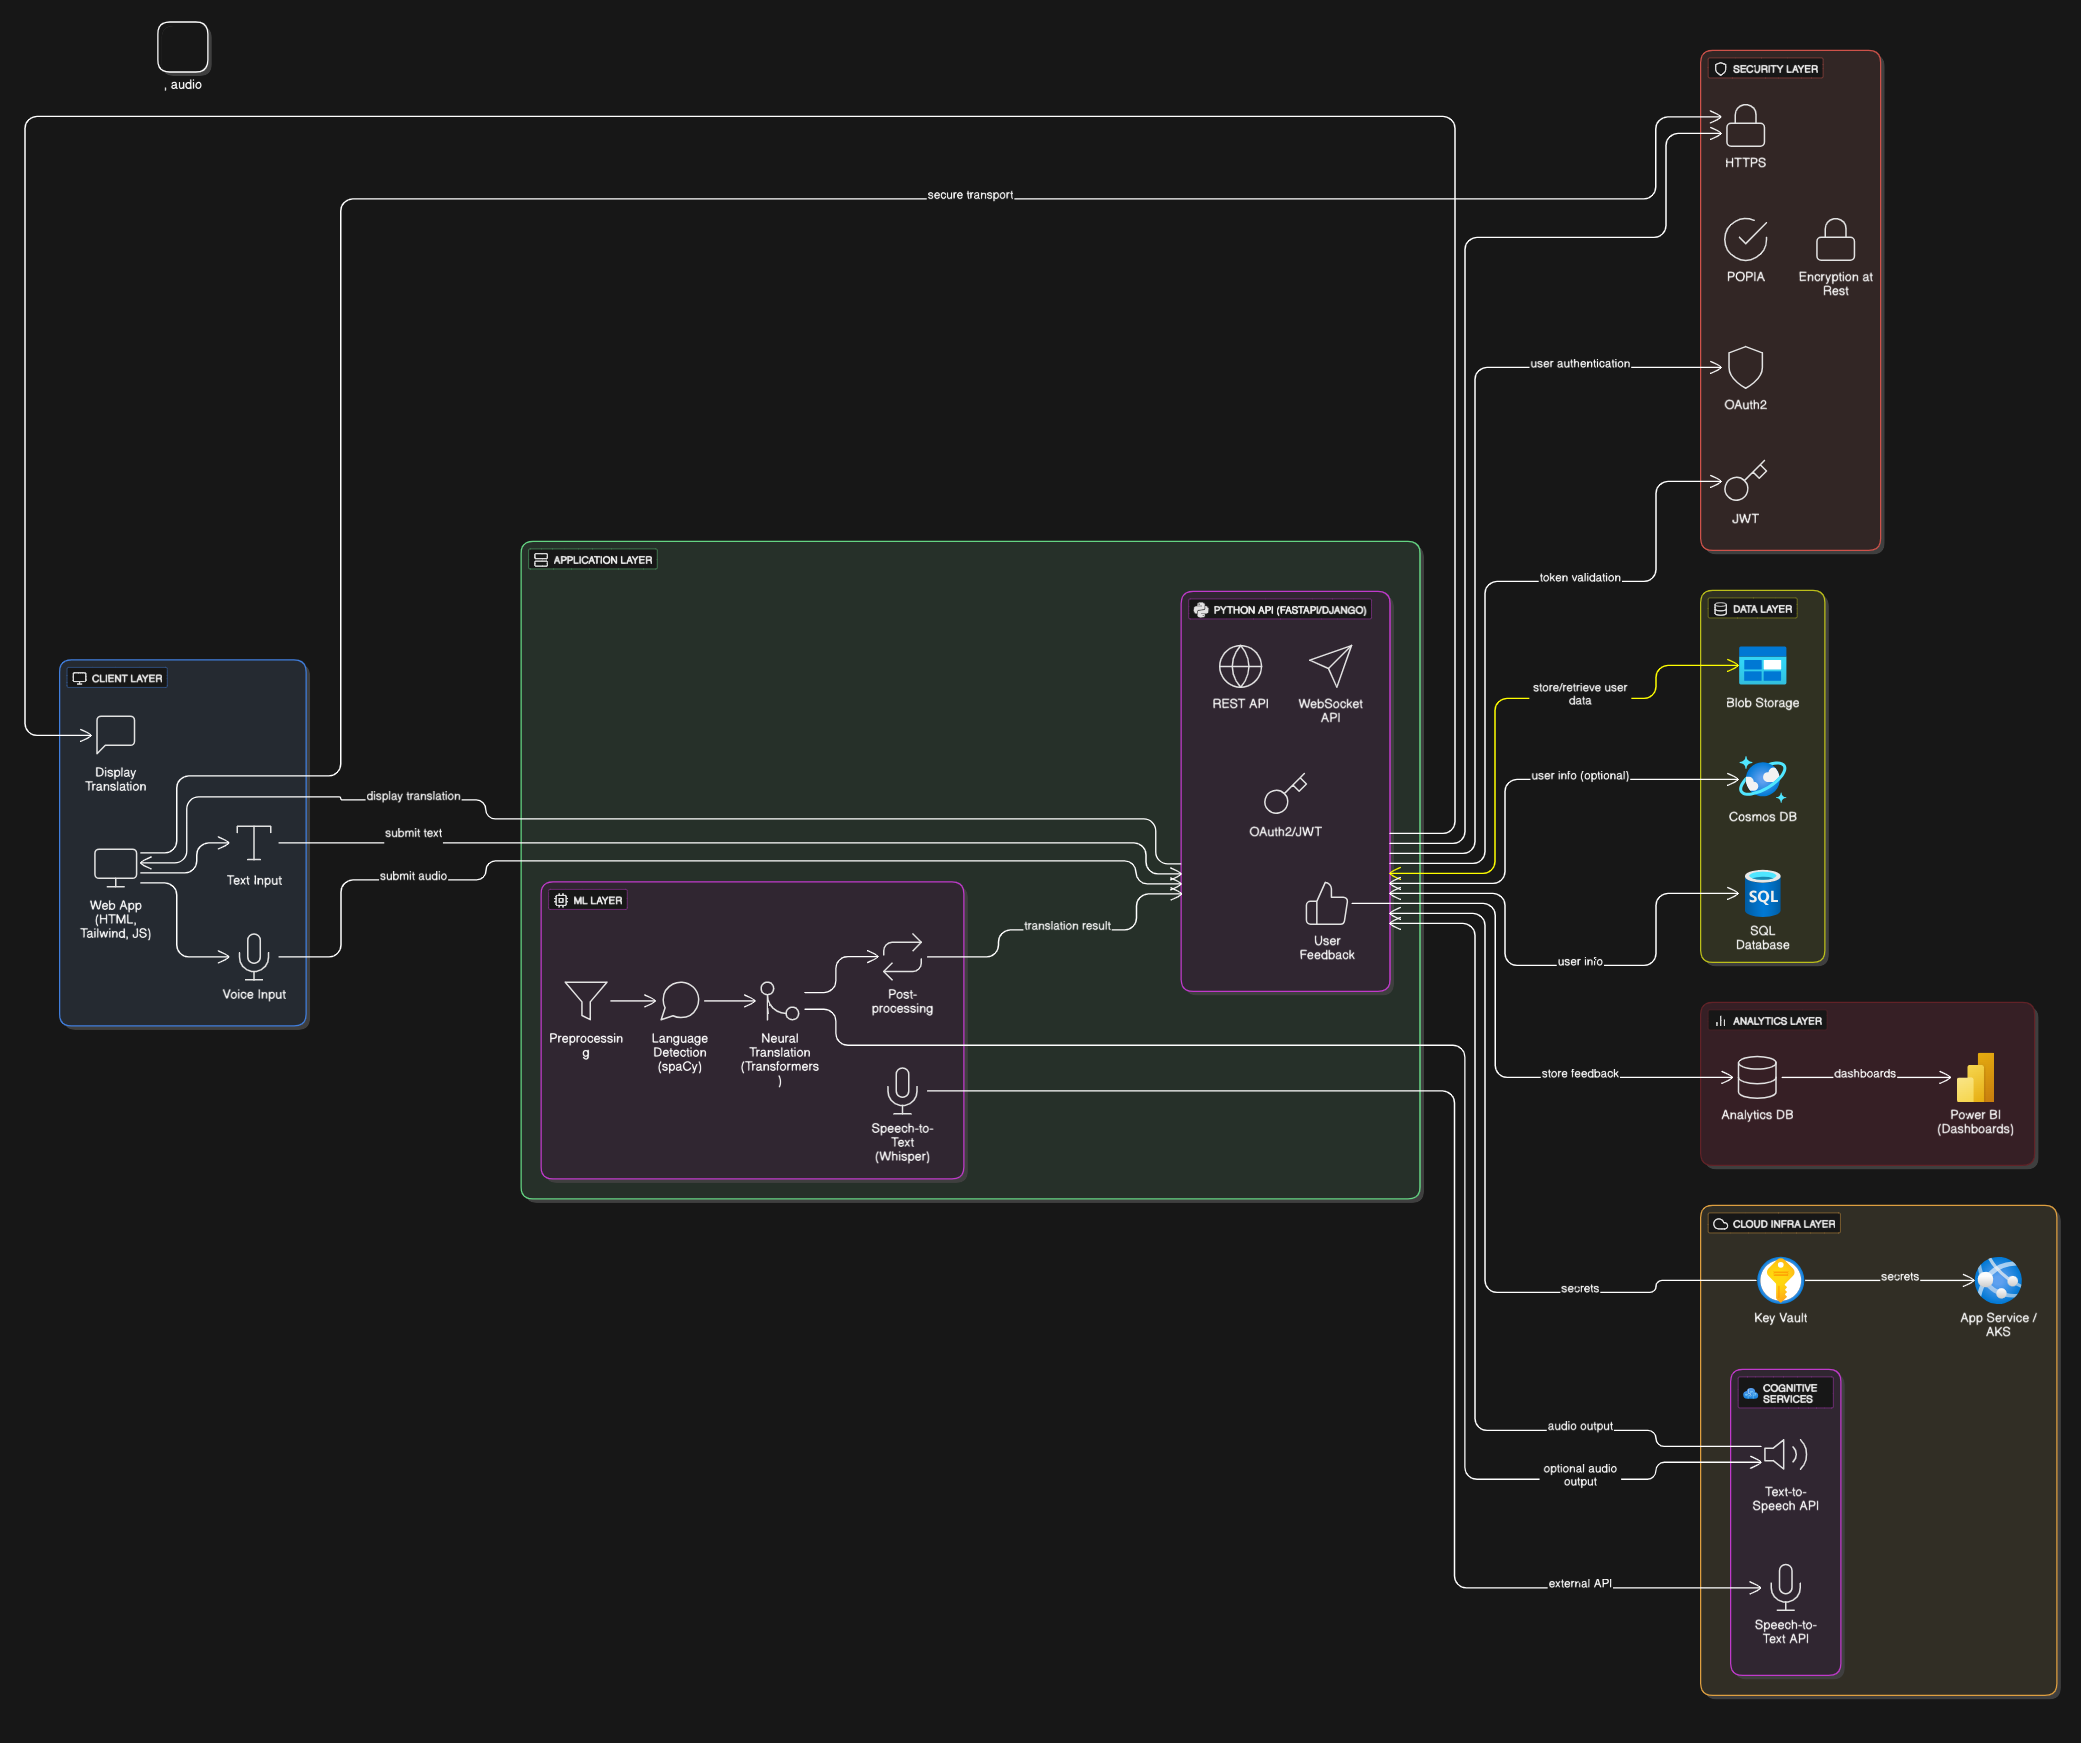 , audio
SECURITY LAYER
HTTPS
secure transport
POPIA
Encryption at
Rest
user authentication
OAuth2
JWT
token validation
APPLICATION LAYER
PYTHON API (FASTAPI/DJANGO)
REST API
WebSocket
API
OAuth2/JWT
User
Feedback
DATA LAYER
store/retrieve user
data
Blob Storage
user info (optional)
Cosmos DB
SQL
SQL
Database
user info
CLIENT LAYER
Display
Translation
display translation
submit text
Text Input
submit audio
Web App
(HTML,
Tailwind, JS)
Voice Input
ML LAYER
translation result
Post-
processing
Preprocessin
g
Language
Detection
(spaCy)
Neural
Translation
(Transformers
)
Speech-to-
Text
(Whisper)
ANALYTICS LAYER
store feedback
dashboards
Analytics DB
Power BI
(Dashboards)
CLOUD INFRA LAYER
secrets
secrets
Key Vault
App Service /
AKS
COGNITIVE
SERVICES
audio output
optional audio
output
Text-to-
Speech API
external API
Speech-to-
Text API